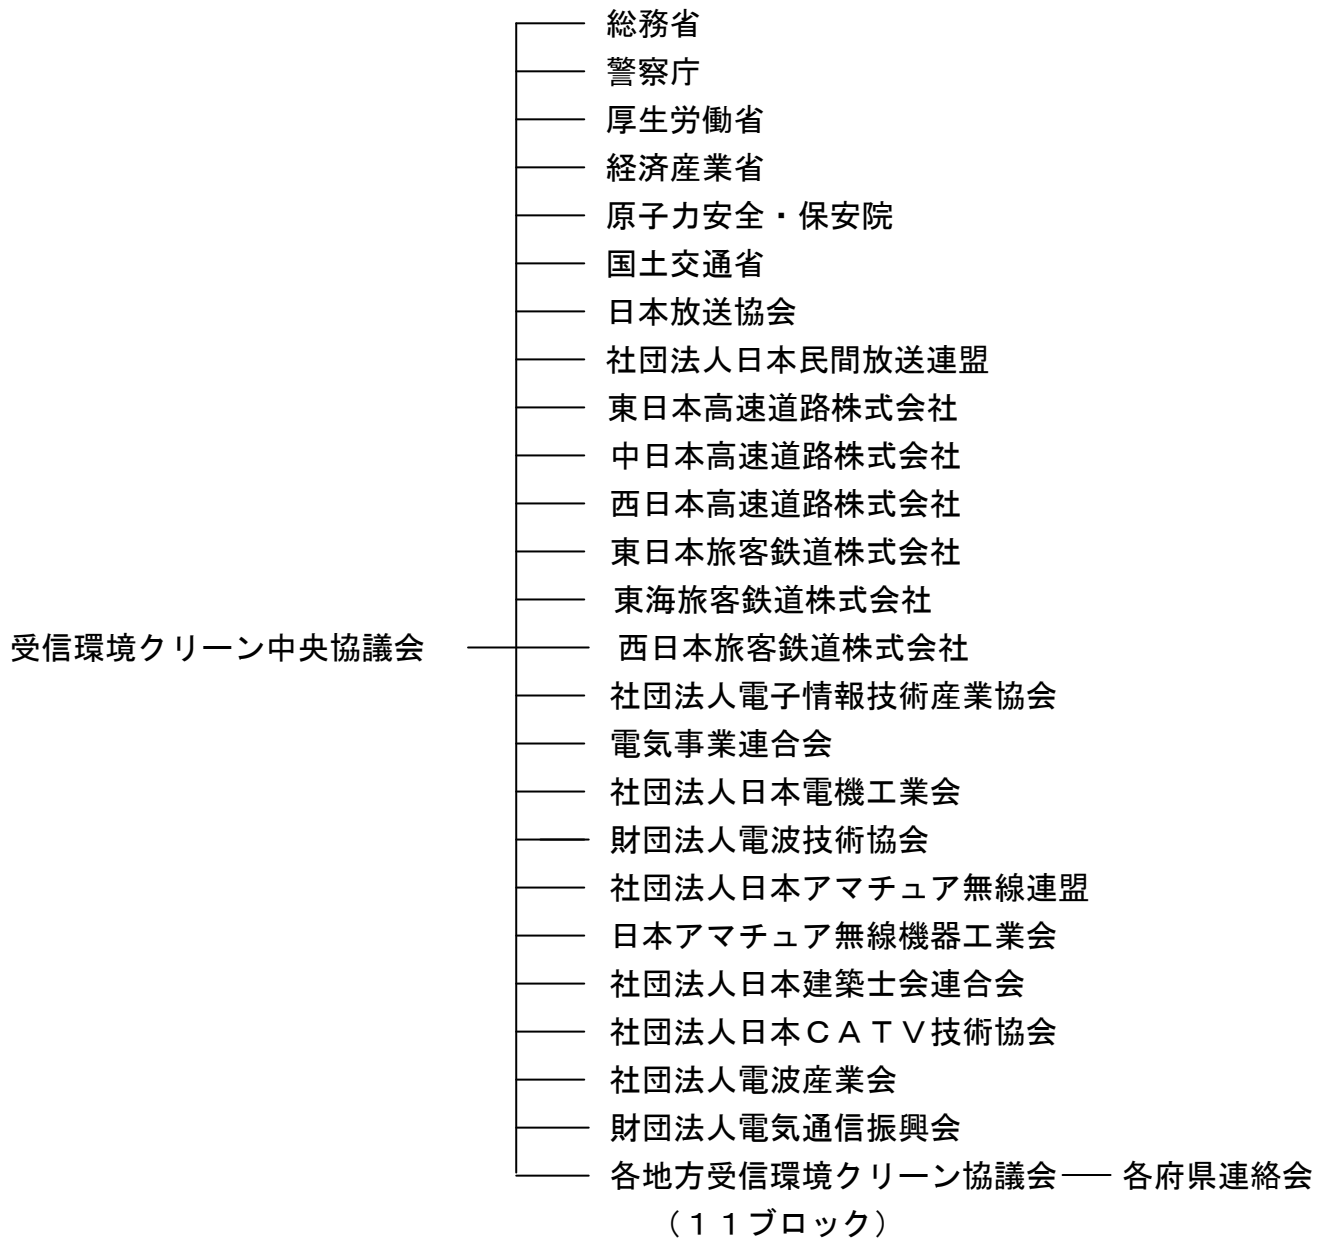 総務省
警察庁
厚生労働省
経済産業省
原子力安全・保安院
国土交通省
日本放送協会
社団法人日本民間放送連盟
東日本高速道路株式会社
中日本高速道路株式会社
西日本高速道路株式会社
東日本旅客鉄道株式会社
東海旅客鉄道株式会社
受信環境クリーン中央協議会 西日本旅客鉄道株式会社
社団法人電子情報技術産業協会
電気事業連合会
社団法人日本電機工業会
財団法人電波技術協会
社団法人日本アマチュア無線連盟
日本アマチュア無線機器工業会
社団法人日本建築士会連合会
社団法人日本ＣＡＴＶ技術協会
社団法人電波産業会
財団法人電気通信振興会
各地方受信環境クリーン協議会 各府県連絡会
（１１ブロック）